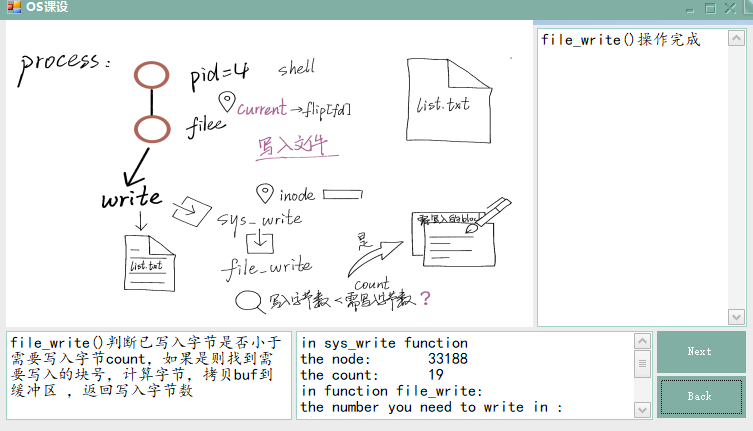 OS课设
process:
pid=4
shell
current→flip[fd]
filee
写入文件
list.txt
write
inode
sys_write
list.txt
file_write
是
需写入的block
count
写入字节数<需写过节数?
file_write()操作完成
file_write()判断已写入字节是否小于
需要写入字节count，如果是则找到需
要写入的块号，计算字节，拷贝buf到
缓冲区 ，返回写入字节数
in sys_write function
the node: 33188
the count: 19
in function file_write:
the number you need to write in :
Next
Back